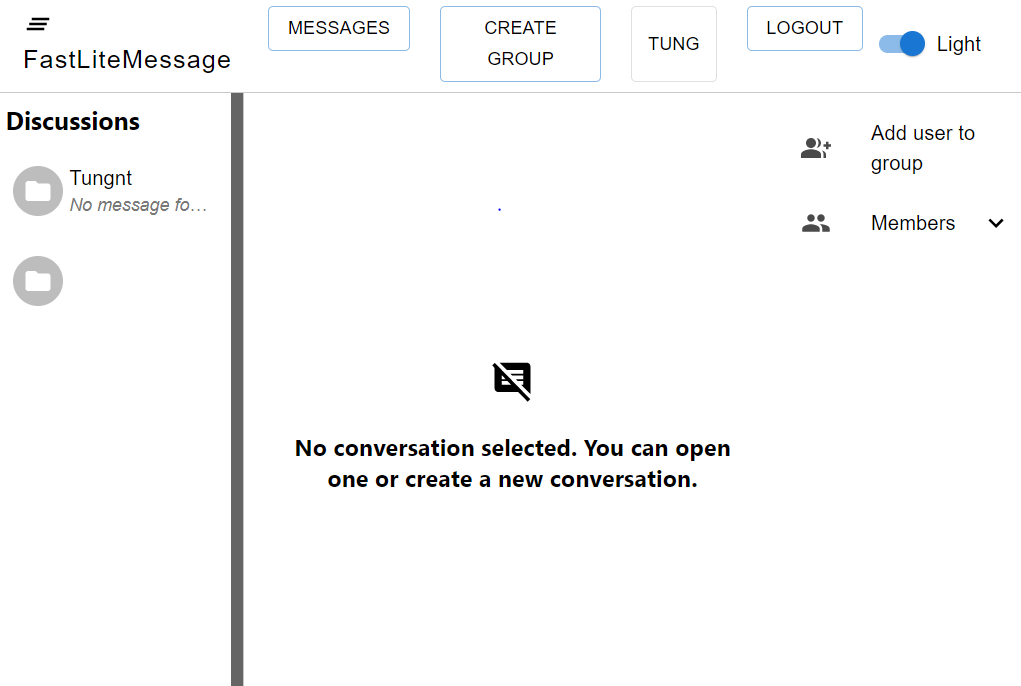 FastLiteMessage
MESSAGES
CREATE
GROUP
TUNG
LOGOUT
Light
Discussions
Tungnt
No message fo…
Add user to
group
Members
No conversation selected. You can open
one or create a new conversation.